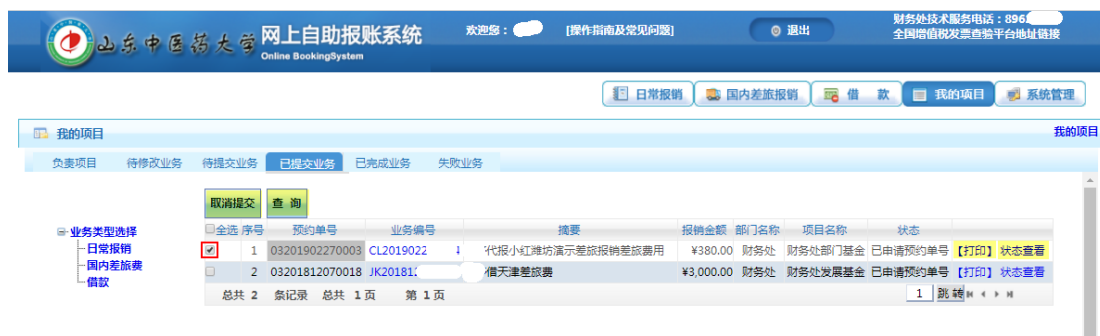 山东中医药大学 网上自助报账系统 欢迎您： [操作指南及常见问题] 退出 财务处技术服务电话：896
Online BookingSystem 全国增值税发票查验平台地址链接
日常报销 国内差旅报销 借 款 我的项目 系统管理
我的项目 我的项目
负责项目 待修改业务 待提交业务 已提交业务 已完成业务 失败业务
取消提交 查 询
业务类型选择
日常报销
国内差旅费
借款
全选 序号 预约单号 业务编号 摘要 报销金额 部门名称 项目名称 状态
1 03201902270003 CL2019022 代报小红潍坊演示差旅报销差旅费用 ¥380.00 财务处 财务处部门基金 已申请预约单号 【打印】 状态查看
2 03201812070018 JK20181 借天津差旅费 ¥3,000.00 财务处 财务处发展基金 已申请预约单号 【打印】 状态查看
总共 2 条记录 总共 1 页 第 1 页 1 跳转